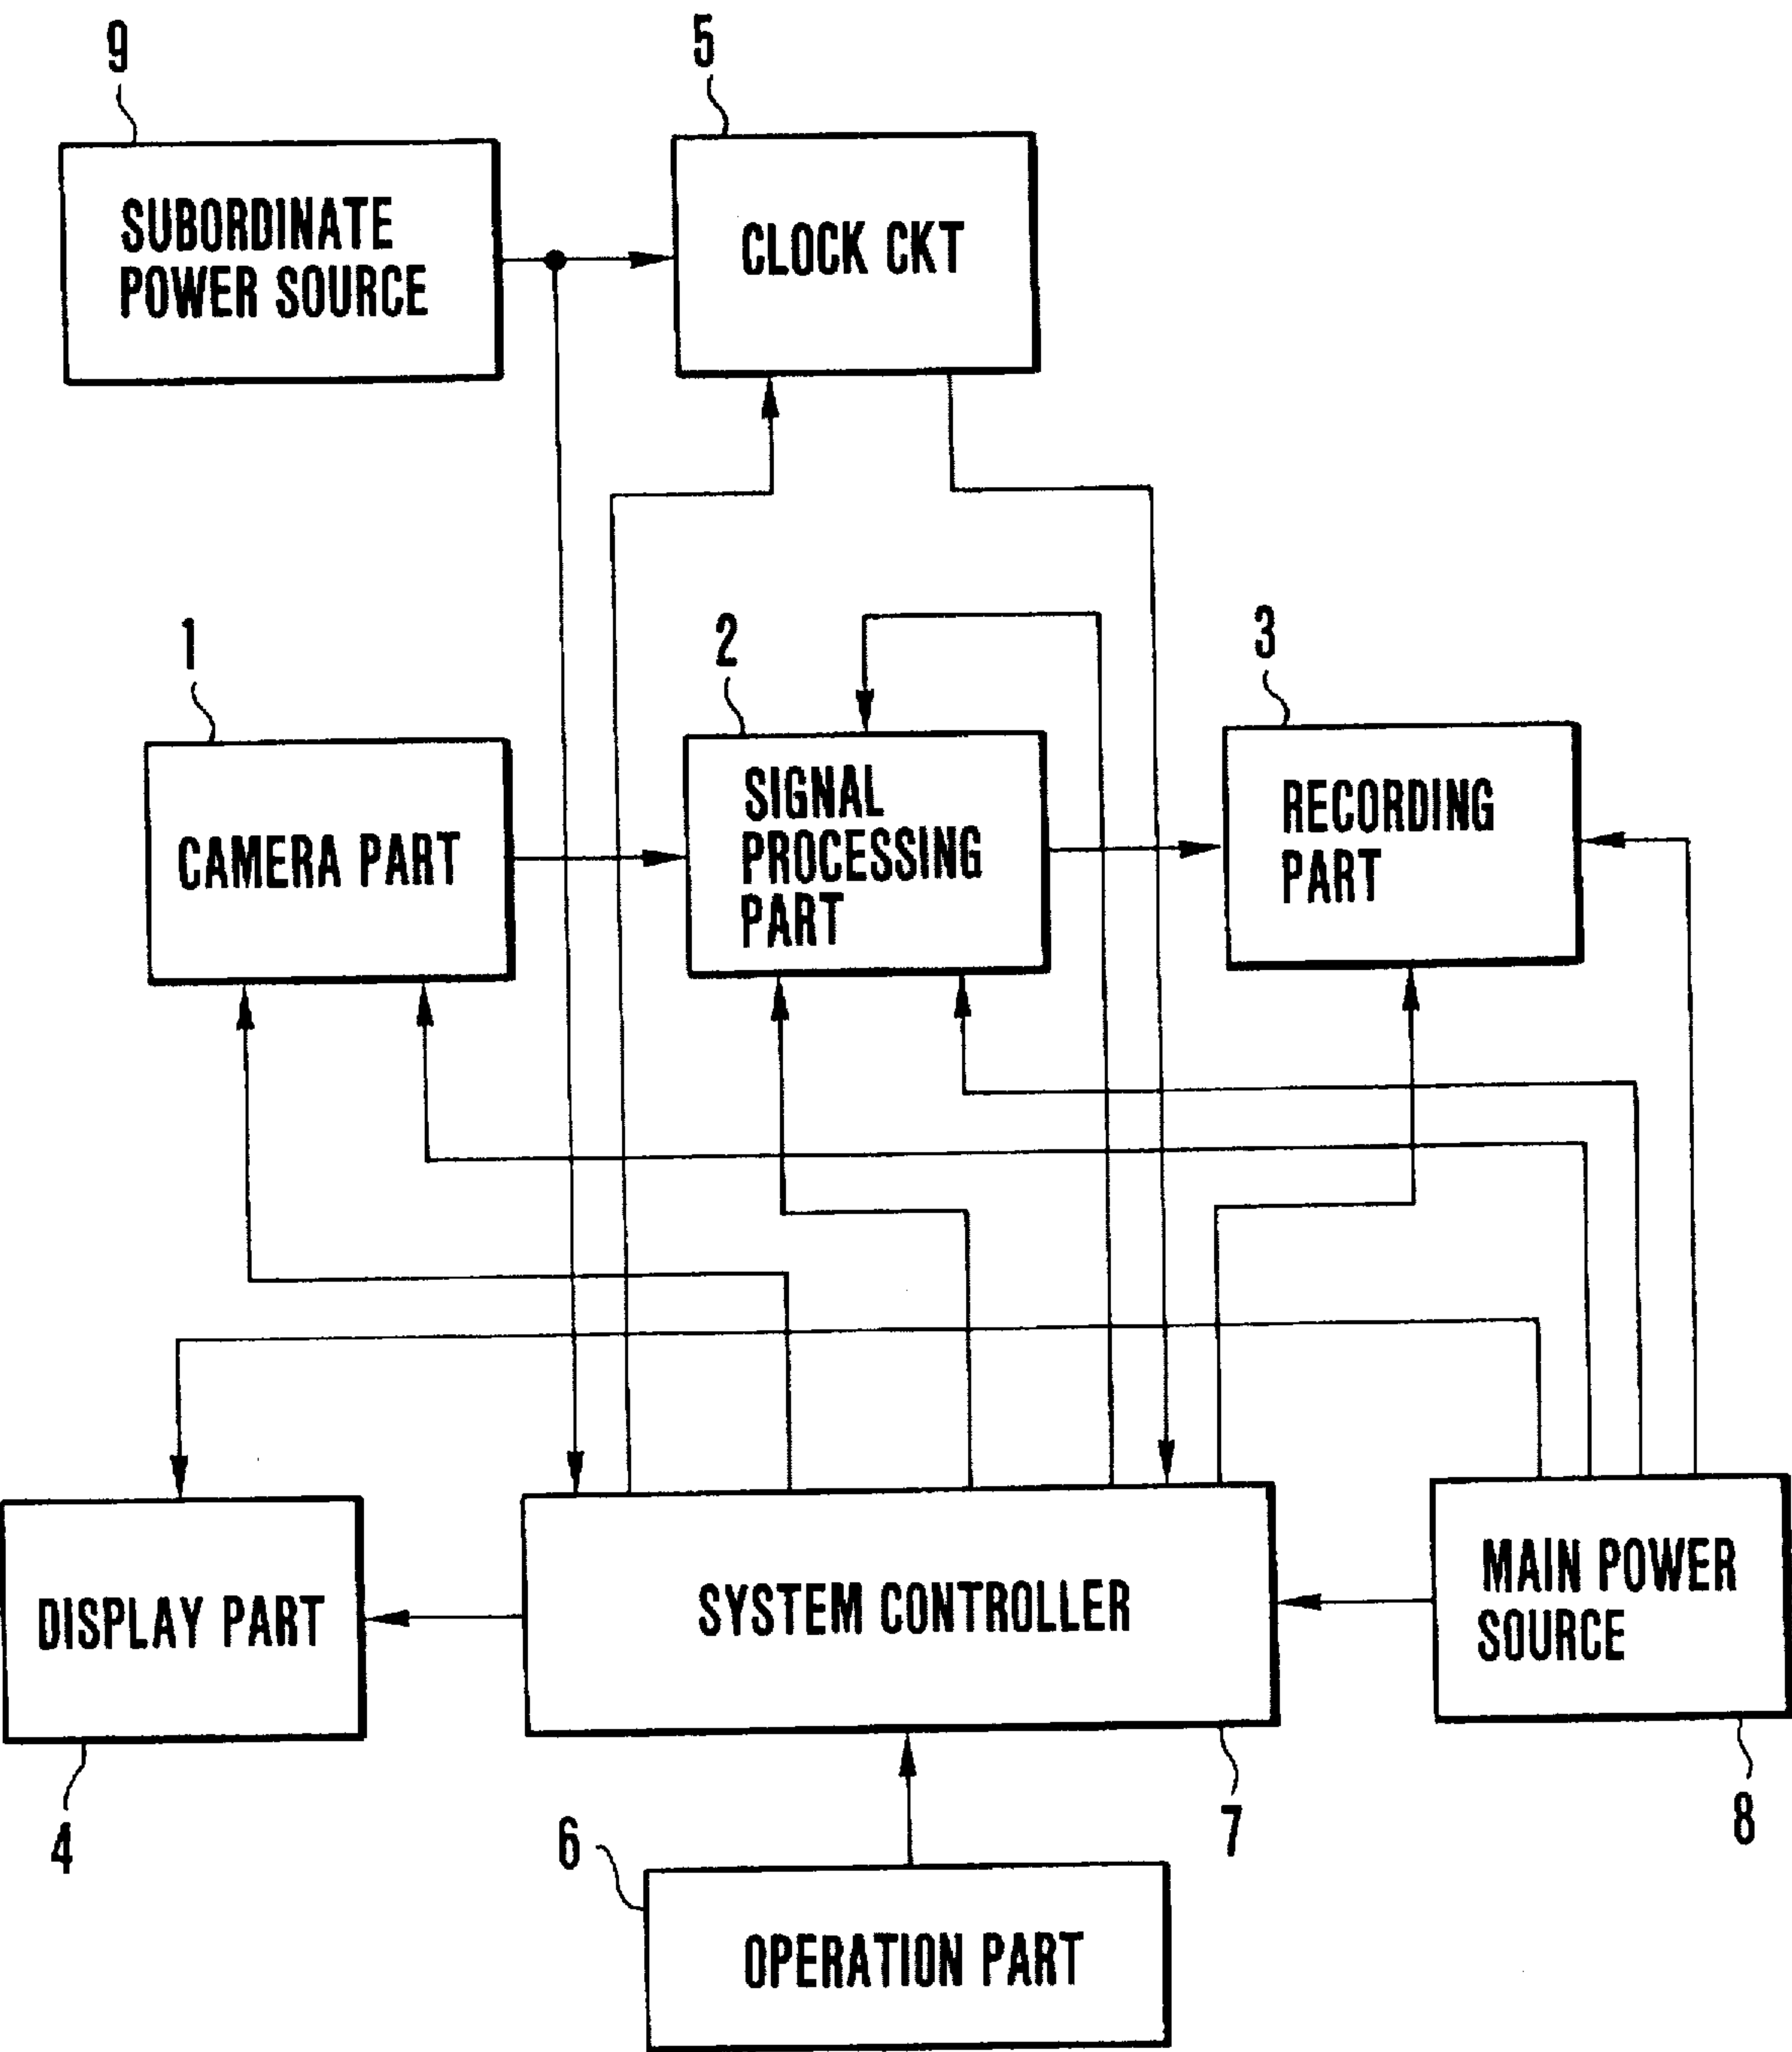 9
5
SUBORDINATE
POWER SOURCE
CLOCK CKT
1
2
3
CAMERA PART
SIGNAL
PROCESSING
PART
RECORDING
PART
DISPLAY PART
SYSTEM CONTROLLER
MAIN POWER
SOURCE
4
6
7
8
OPERATION PART